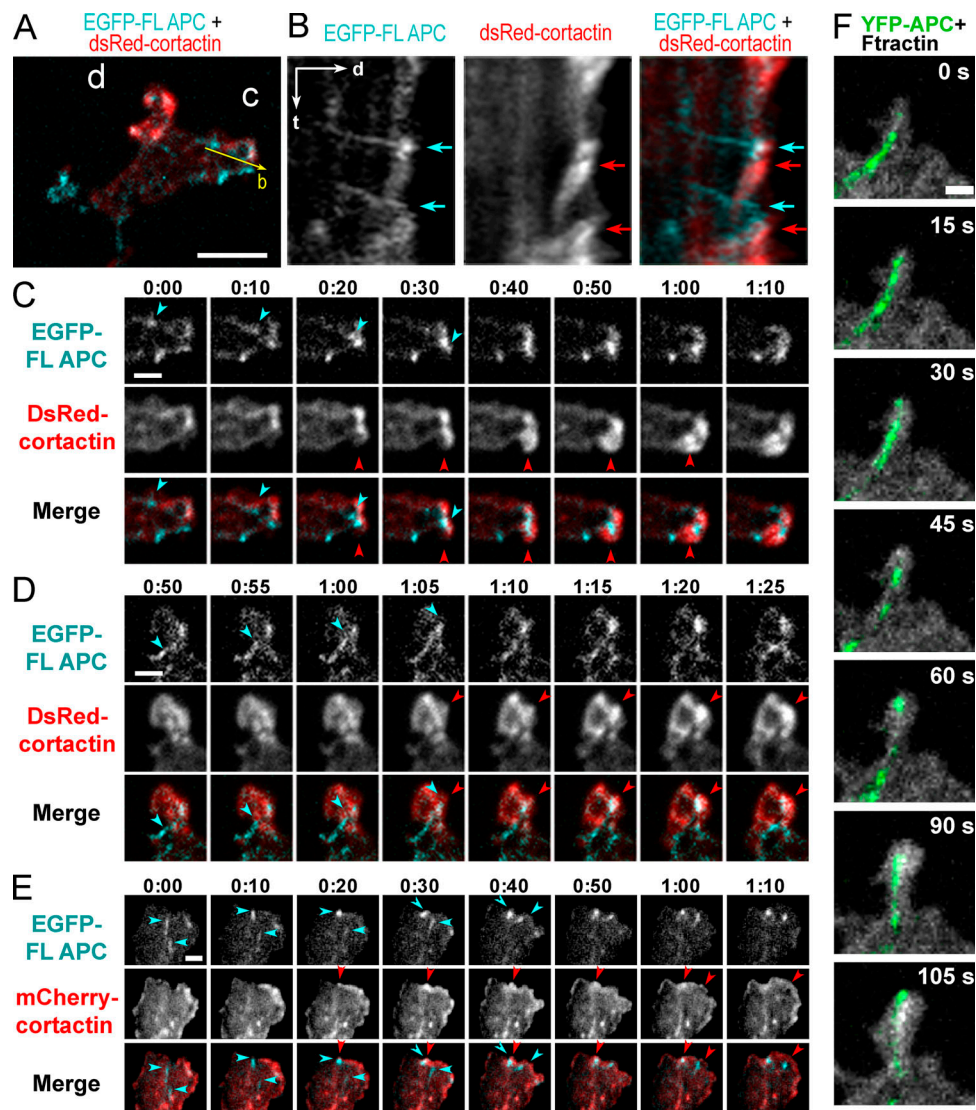 A
EGFP-FL APC +
dsRed-cortactin
d
c
b
B
EGFP-FL APC
dsRed-cortactin
EGFP-FL APC +
dsRed-cortactin
d
t
C
0:00 0:10 0:20 0:30 0:40 0:50 1:00 1:10
EGFP-
FL APC
DsRed-
cortactin
Merge
D
0:50 0:55 1:00 1:05 1:10 1:15 1:20 1:25
EGFP-
FL APC
DsRed-
cortactin
Merge
E
0:00 0:10 0:20 0:30 0:40 0:50 1:00 1:10
EGFP-
FL APC
mCherry-
cortactin
Merge
F
YFP-APC+
Ftractin
0 s
15 s
30 s
45 s
60 s
90 s
105 s